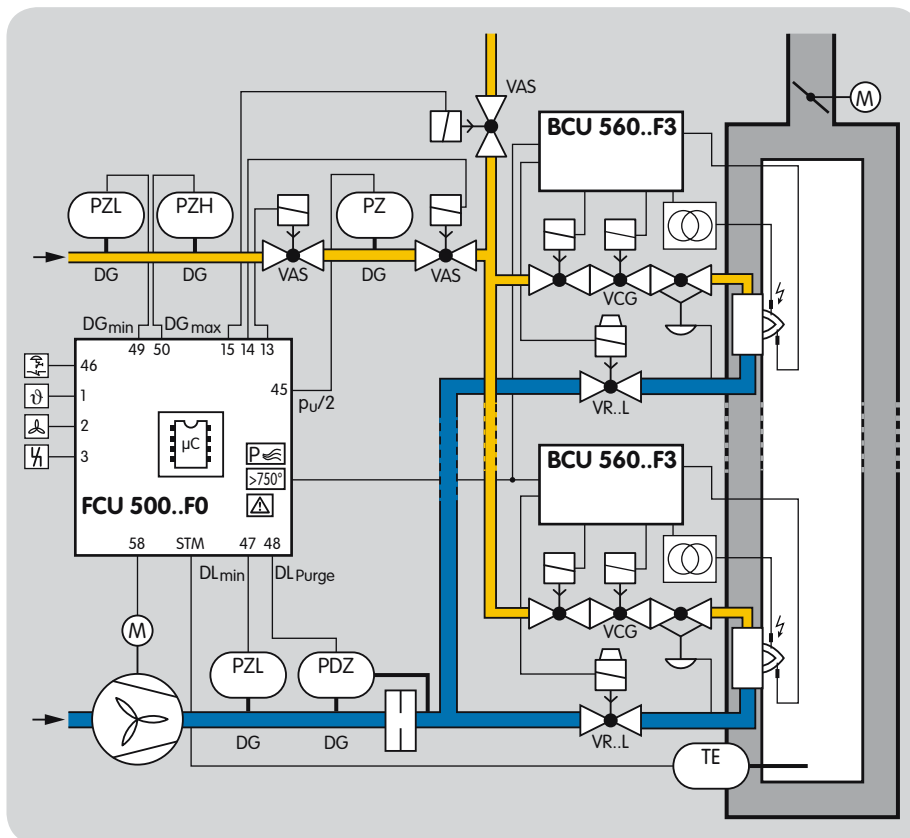 VAS
M
BCU 560..F3
PZL
PZH
PZ
DG
DG
VAS
DG
VAS
VCG
DGmin
DGmax
49
50
15
14
13
46
1
2
3
45
pu/2
µC
P
>750°
FCU 500..F0
VR..L
BCU 560..F3
58
STM
47
48
DLmin
DLPurge
M
VCG
PZL
PDZ
DG
DG
VR..L
TE